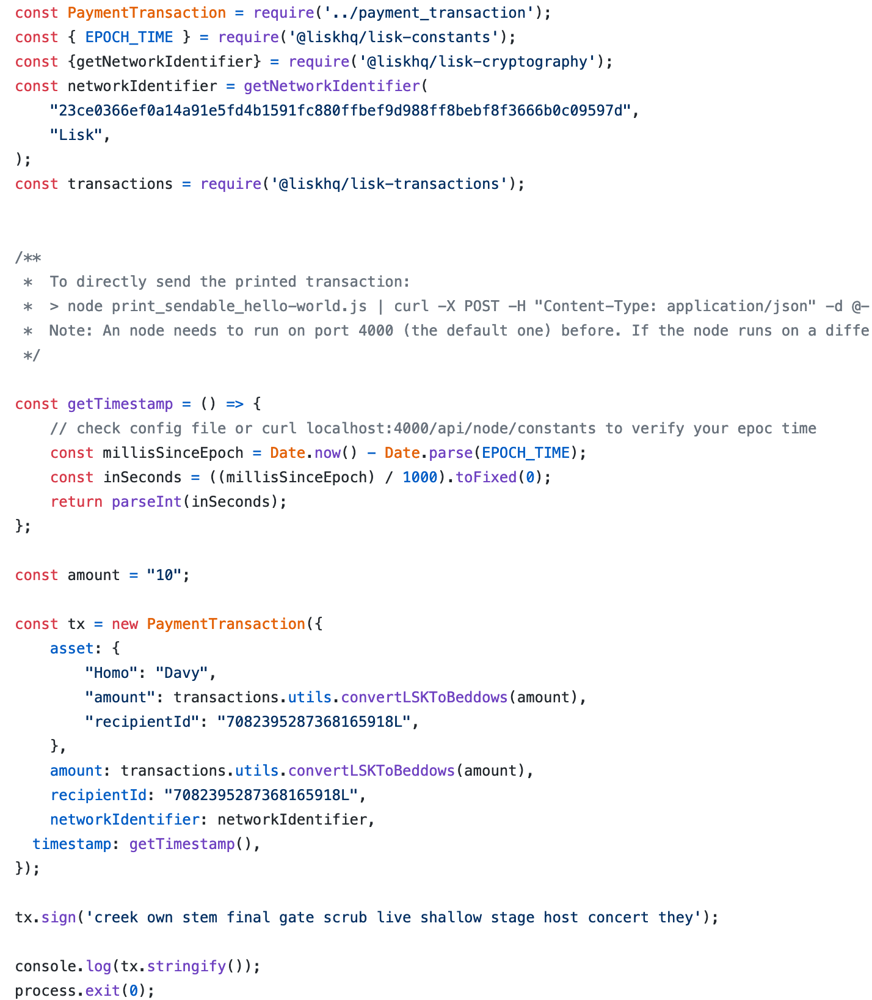 const PaymentTransaction = require('../payment_transaction');
const { EPOCH_TIME } = require('@liskhq/lisk-constants');
const {getNetworkIdentifier} = require('@liskhq/lisk-cryptography');
const networkIdentifier = getNetworkIdentifier(
    "23ce0366ef0a14a91e5fd4b1591fc880ffbef9d988ff8bebf8f3666b0c09597d",
    "Lisk",
);
const transactions = require('@liskhq/lisk-transactions');

/**
 *  To directly send the printed transaction:
 *  > node print_sendable_hello-world.js | curl -X POST -H "Content-Type: application/json" -d @-
 *  Note: An node needs to run on port 4000 (the default one) before. If the node runs on a diffe
 */

const getTimestamp = () => {
    // check config file or curl localhost:4000/api/node/constants to verify your epoc time
    const millisSinceEpoch = Date.now() - Date.parse(EPOCH_TIME);
    const inSeconds = ((millisSinceEpoch) / 1000).toFixed(0);
    return parseInt(inSeconds);
};

const amount = "10";

const tx = new PaymentTransaction({
    asset: {
        "Homo": "Davy",
        "amount": transactions.utils.convertLSKToBeddows(amount),
        "recipientId": "7082395287368165918L",
    },
    amount: transactions.utils.convertLSKToBeddows(amount),
    recipientId: "7082395287368165918L",
    networkIdentifier: networkIdentifier,
  timestamp: getTimestamp(),
});

tx.sign('creek own stem final gate scrub live shallow stage host concert they');

console.log(tx.stringify());
process.exit(0);